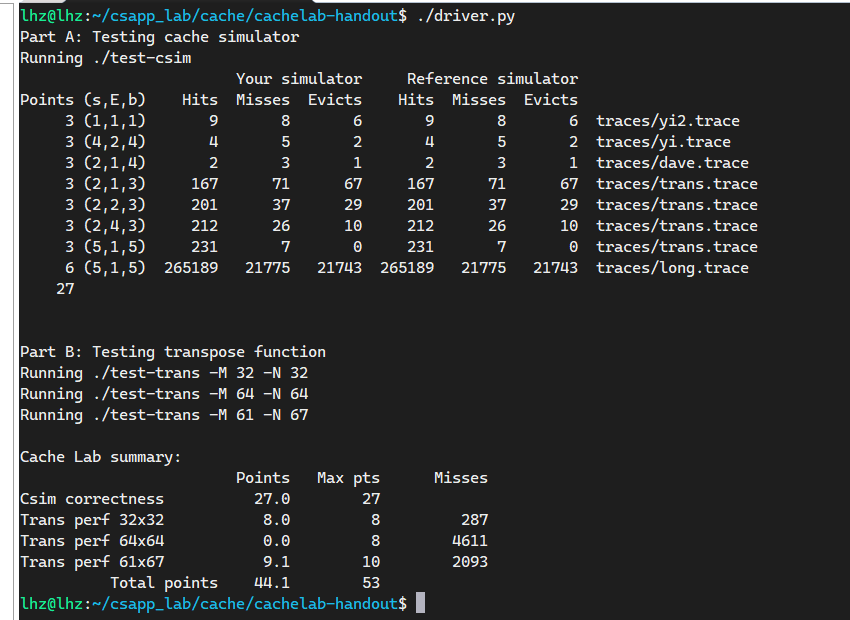 lhz@lhz:~/csapp_lab/cache/cachelab-handout$ ./driver.py
Part A: Testing cache simulator
Running ./test-csim
                        Your simulator     Reference simulator
Points (s,E,b)    Hits  Misses  Evicts    Hits  Misses  Evicts
     3 (1,1,1)       9       8       6       9       8       6  traces/yi2.trace
     3 (4,2,4)       4       5       2       4       5       2  traces/yi.trace
     3 (2,1,4)       2       3       1       2       3       1  traces/dave.trace
     3 (2,1,3)     167      71      67     167      71      67  traces/trans.trace
     3 (2,2,3)     201      37      29     201      37      29  traces/trans.trace
     3 (2,4,3)     212      26      10     212      26      10  traces/trans.trace
     3 (5,1,5)     231       7       0     231       7       0  traces/trans.trace
     6 (5,1,5)  265189   21775   21743  265189   21775   21743  traces/long.trace
    27
Part B: Testing transpose function
Running ./test-trans -M 32 -N 32
Running ./test-trans -M 64 -N 64
Running ./test-trans -M 61 -N 67
Cache Lab summary:
                        Points   Max pts      Misses
Csim correctness          27.0        27
Trans perf 32x32           8.0         8         287
Trans perf 64x64           0.0         8        4611
Trans perf 61x67           9.1        10        2093
          Total points    44.1        53
lhz@lhz:~/csapp_lab/cache/cachelab-handout$